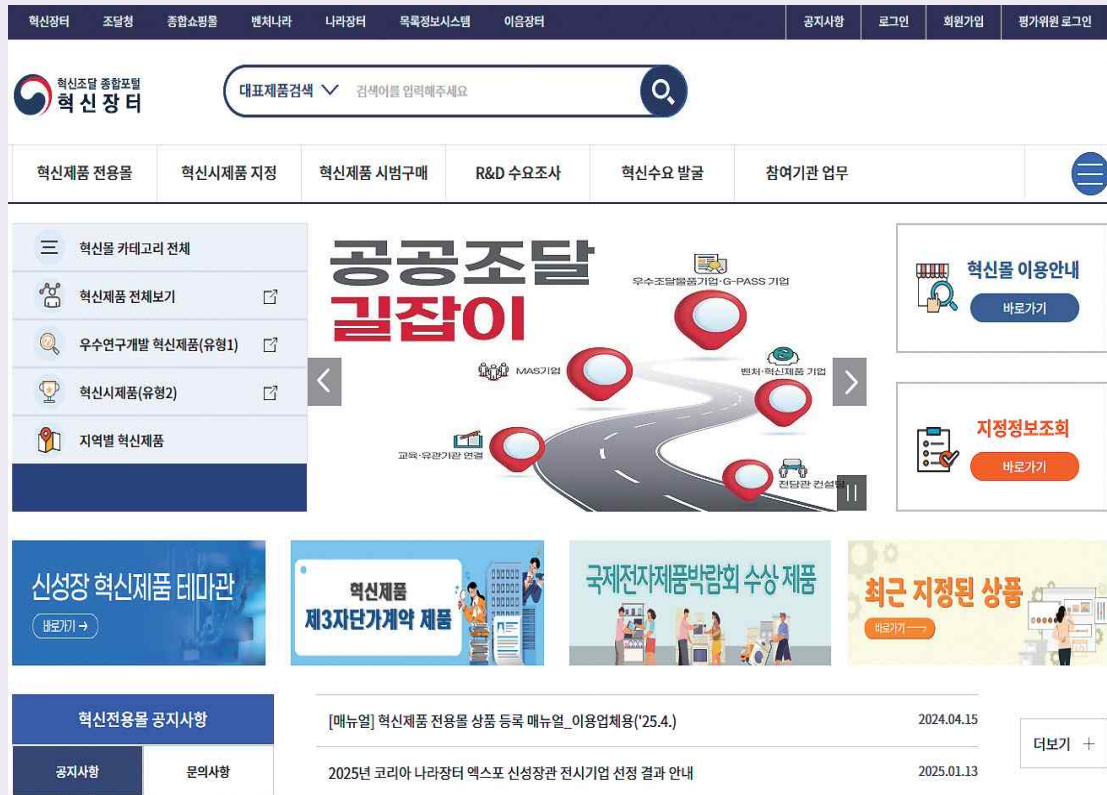 혁신장터 조달청 종합쇼핑몰 벤처나라 나라장터 목록정보시스템 이음장터 공지사항 로그인 회원가입 평가위원 로그인
혁신조달 종합포털
혁신장터
대표제품검색 검색어를 입력해주세요
혁신제품 전용몰 혁신시제품 지정 혁신제품 시범구매 R&D 수요조사 혁신수요 발굴 참여기관 업무
혁신몰 카테고리 전체
혁신제품 전체보기
우수연구개발 혁신제품(유형1)
혁신시제품(유형2)
지역별 혁신제품
공공조달
길잡이
우수조달물품기업·G-PASS 기업
MAS기업
벤처·혁신제품 기업
교육·유관기관 연결
전담관 컨설팅
혁신몰 이용안내
바로가기
지정정보조회
바로가기
신성장 혁신제품 테마관
바로가기
혁신제품
제3자단가계약 제품
국제전자제품박람회 수상 제품
최근 지정된 상품
바로가기
혁신전용몰 공지사항
공지사항 문의사항
[매뉴얼] 혁신제품 전용몰 상품 등록 매뉴얼_이용업체용('25.4.) 2024.04.15
2025년 코리아 나라장터 엑스포 신성장관 전시기업 선정 결과 안내 2025.01.13
더보기 +